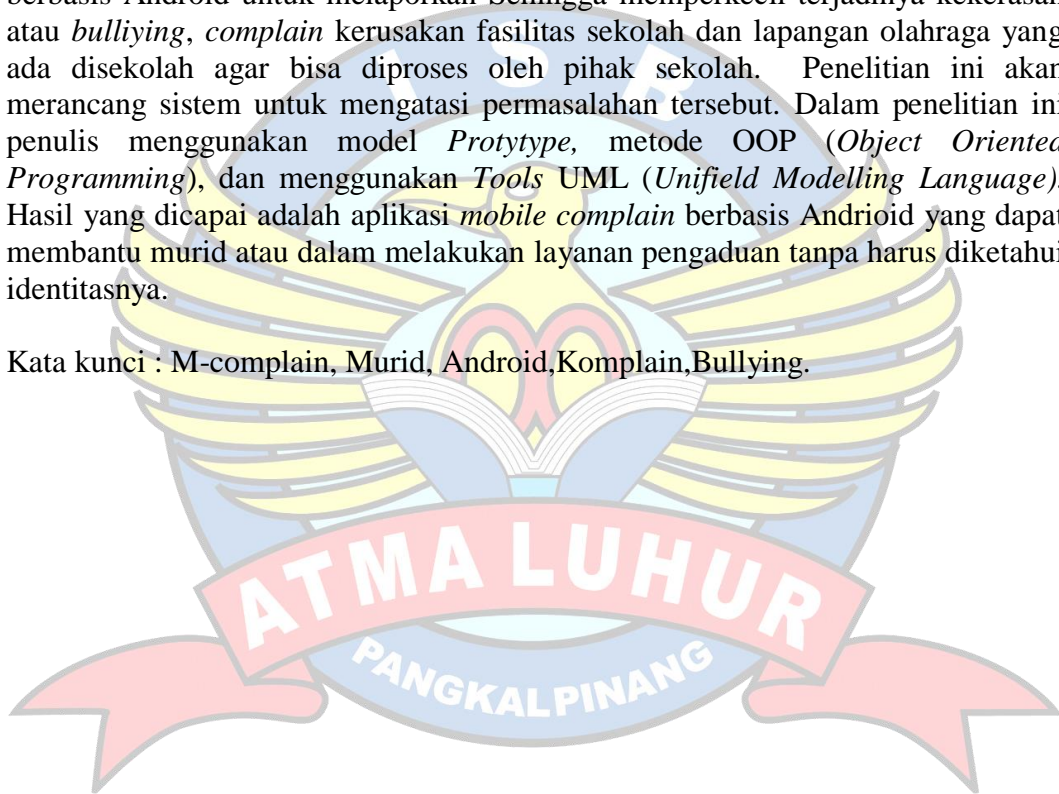 berbasis Android untuk melaporkan Sehingga memperkecil terjadinya kekerasan
atau bulliying, complain kerusakan fasilitas sekolah dan lapangan olahraga yang
ada disekolah agar bisa diproses oleh pihak sekolah. Penelitian ini akan
merancang sistem untuk mengatasi permasalahan tersebut. Dalam penelitian ini
penulis menggunakan model Protytype, metode OOP (Object Oriented
Programming), dan menggunakan Tools UML (Unifield Modelling Language).
Hasil yang dicapai adalah aplikasi mobile complain berbasis Andrioid yang dapat
membantu murid atau dalam melakukan layanan pengaduan tanpa harus diketahui
identitasnya.
Kata kunci : M-complain, Murid, Android,Komplain,Bullying.
I S B
ATMA LUHUR
PANGKALPINANG